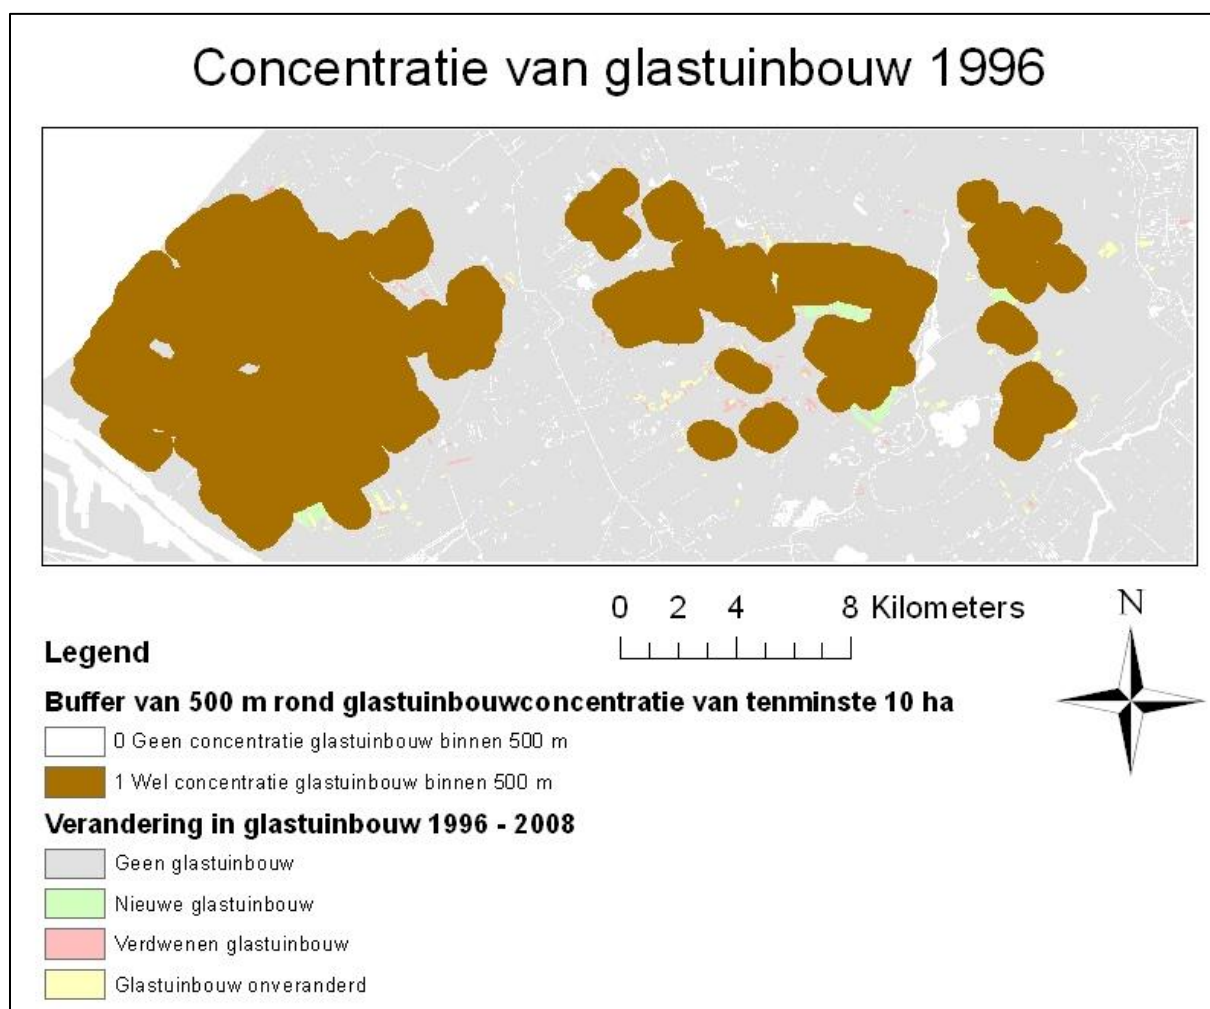 Concentratie van glastuinbouw 1996
0 2 4 8 Kilometers
N
Legend
Buffer van 500 m rond glastuinbouwconcentratie van tenminste 10 ha
0 Geen concentratie glastuinbouw binnen 500 m
1 Wel concentratie glastuinbouw binnen 500 m
Verandering in glastuinbouw 1996 - 2008
Geen glastuinbouw
Nieuwe glastuinbouw
Verdwenen glastuinbouw
Glastuinbouw onveranderd